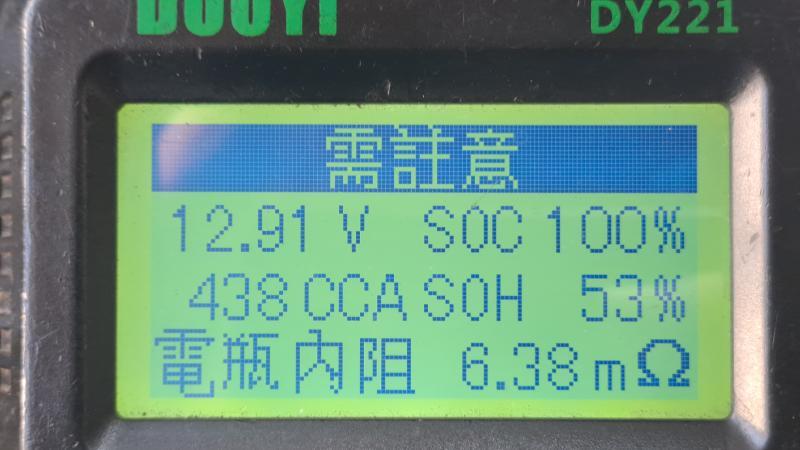 DUOYI DY221
需註意
12.91 V SOC 100%
438 CCA SOH 53%
電瓶內阻 6.38 mΩ